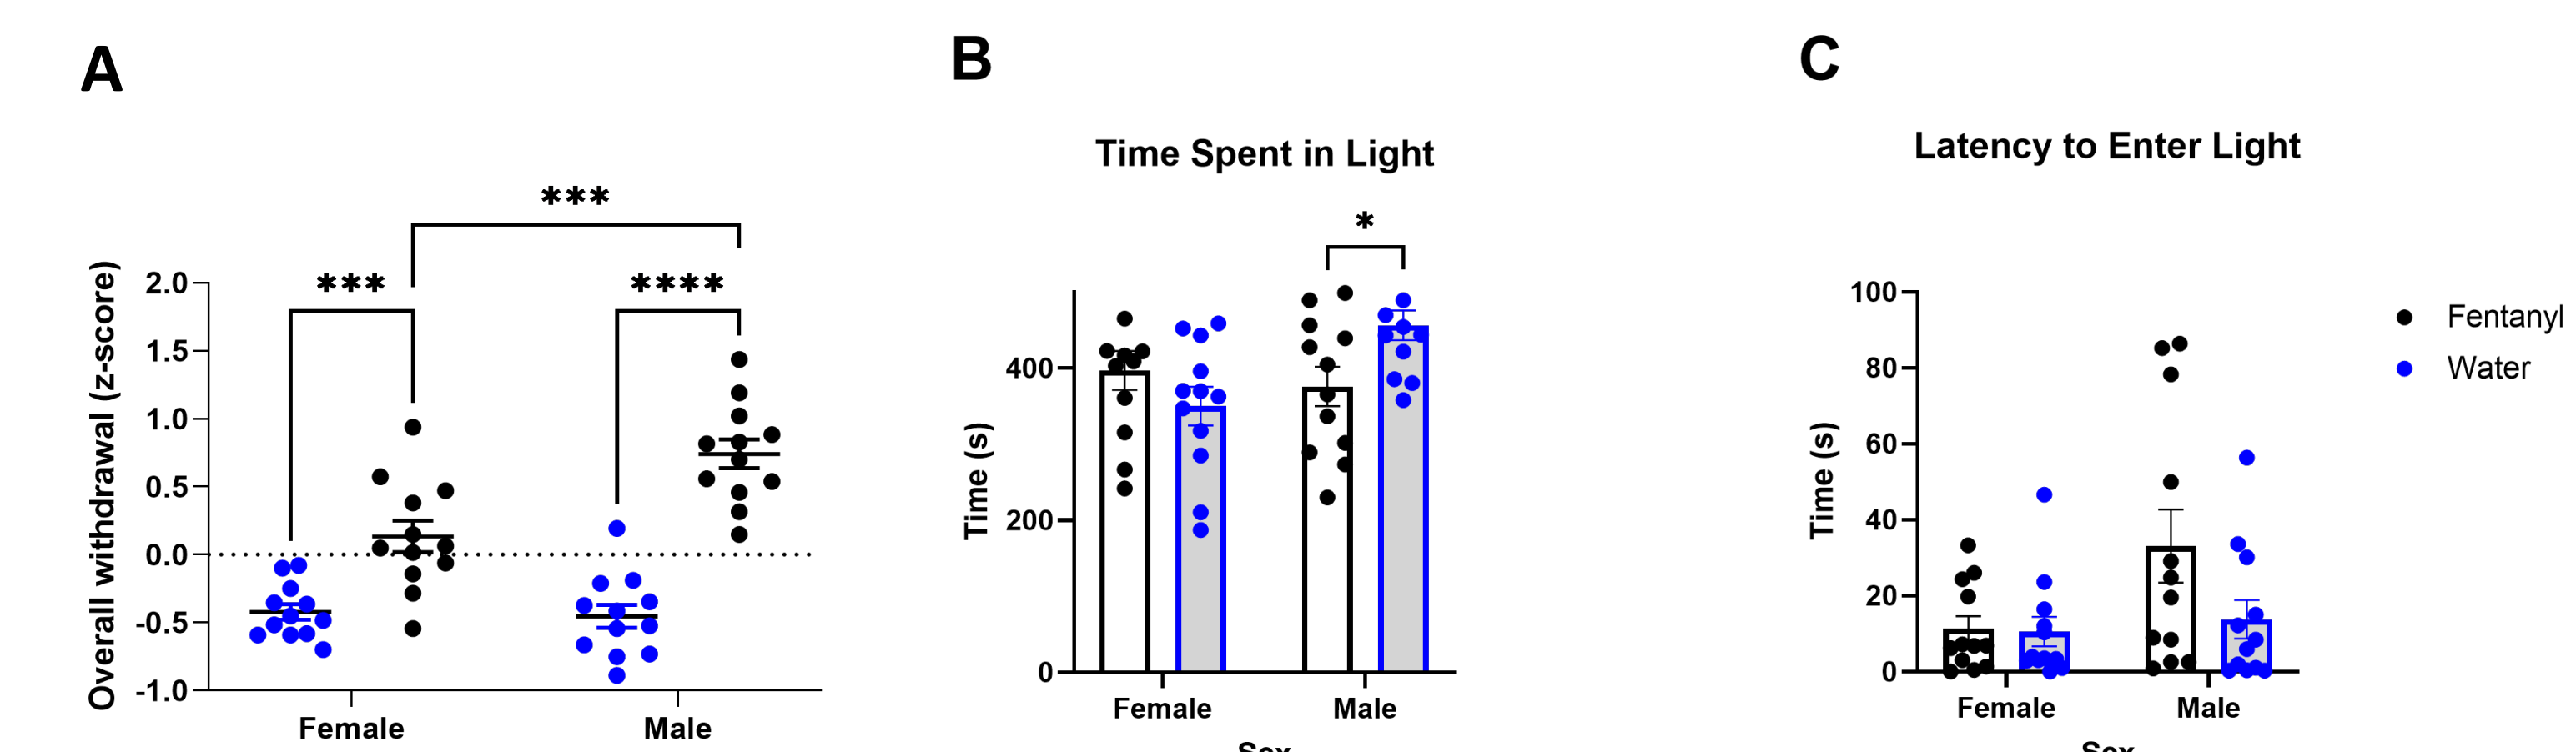 A
B
C
Time Spent in Light
Latency to Enter Light
***
***
****
*
Overall withdrawal (z-score)
2.0
1.5
1.0
0.5
0.0
-0.5
-1.0
Female
Male
Time (s)
400
200
0
Female
Male
Sex
Time (s)
100
80
60
40
20
0
Female
Male
Sex
Fentanyl
Water